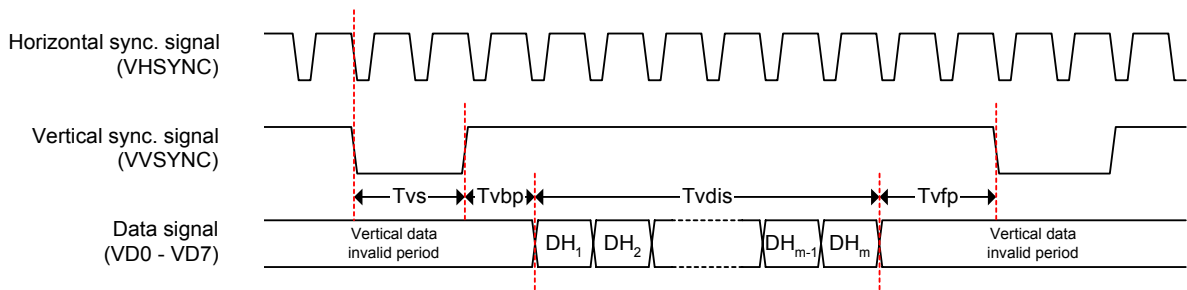 Horizontal sync. signal
(VHSYNC)
Vertical sync. signal
(VVSYNC)
Tvs
Tvbp
Tvdis
Tvfp
Data signal
(VD0 - VD7)
Vertical data
invalid period
DH1
DH2
DHm-1
DHm
Vertical data
invalid period